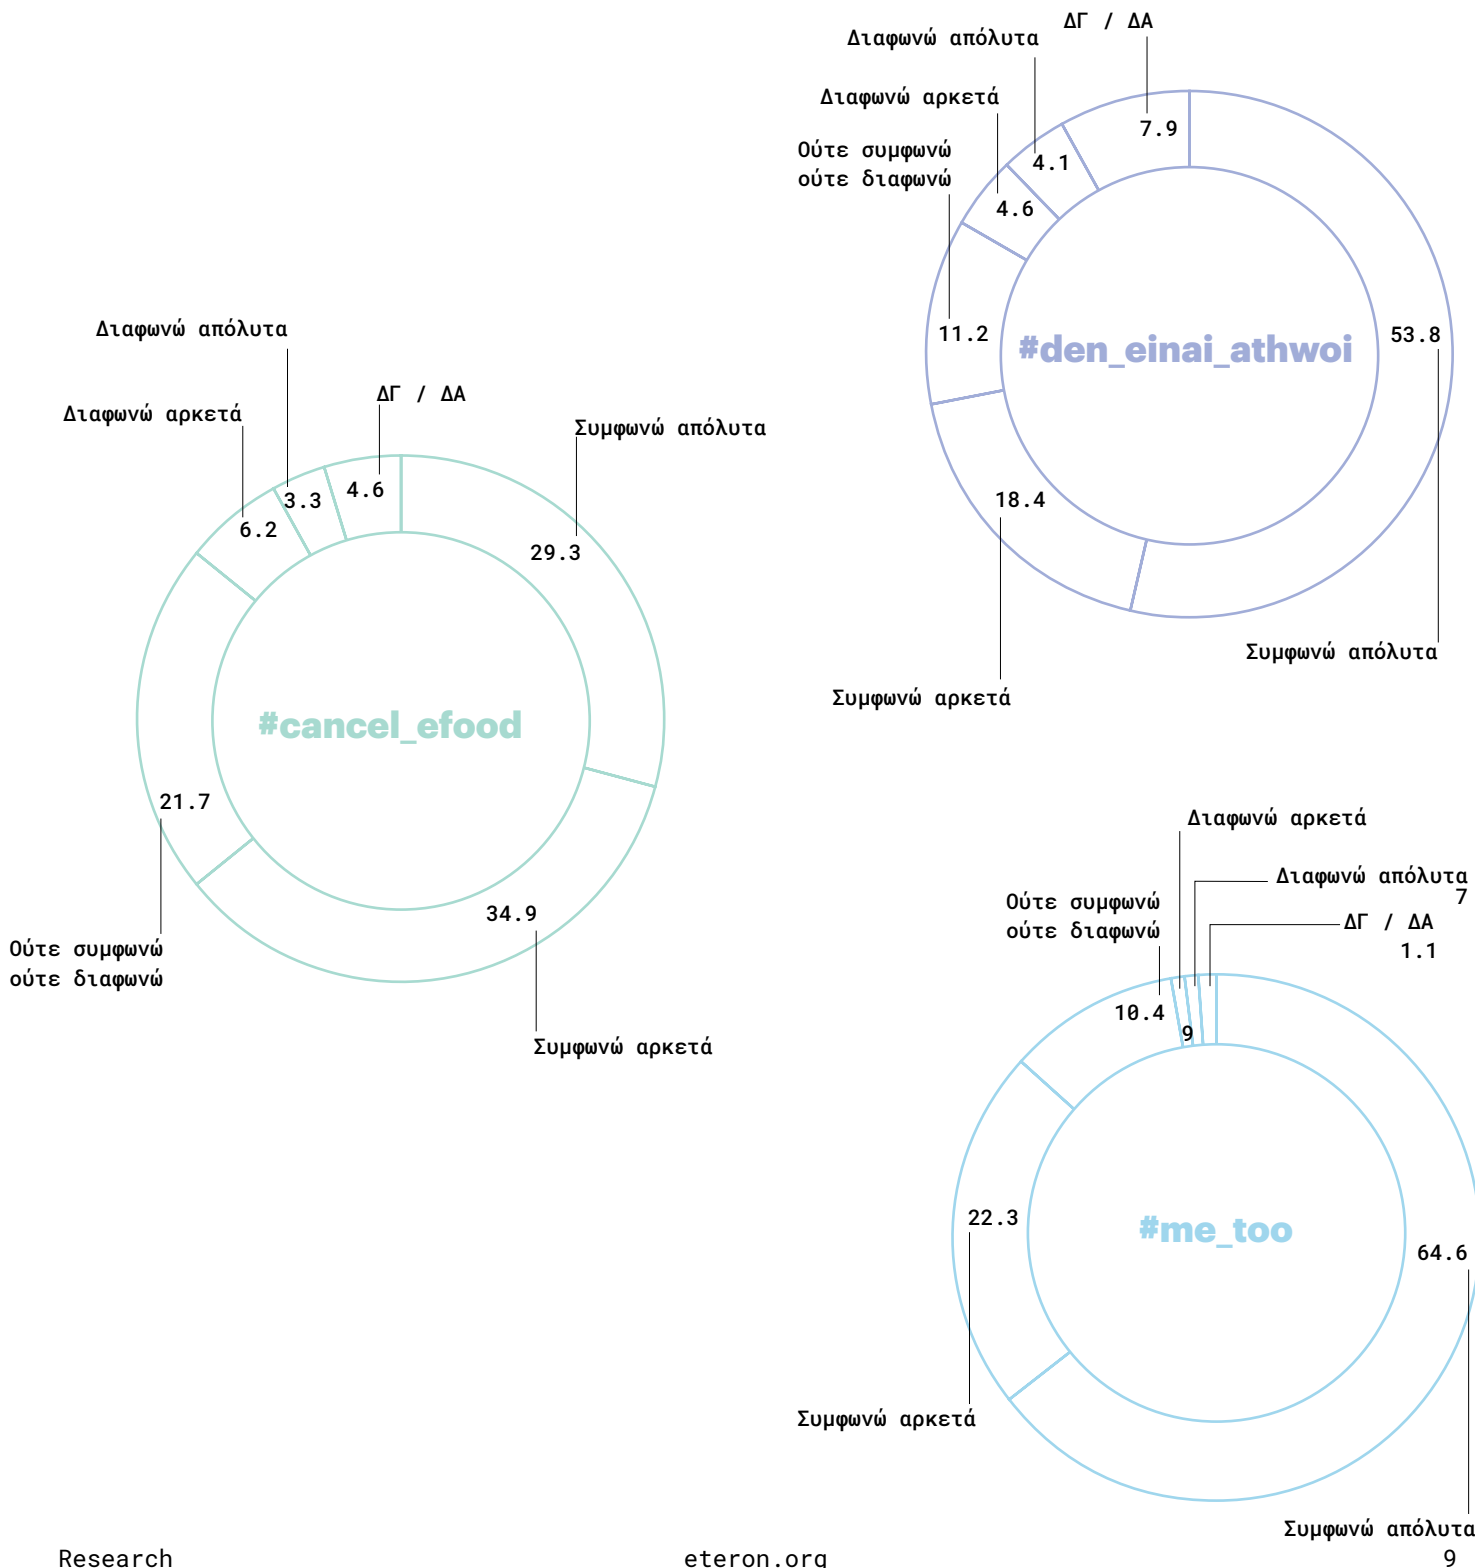 ΔΓ / ΔΑ
Διαφωνώ απόλυτα
Διαφωνώ αρκετά
Ούτε συμφωνώ
ούτε διαφωνώ
7.9
4.1
4.6
11.2
#den_einai_athwoi
53.8
18.4
Συμφωνώ απόλυτα
Συμφωνώ αρκετά
Διαφωνώ απόλυτα
ΔΓ / ΔΑ
Διαφωνώ αρκετά
Συμφωνώ απόλυτα
4.6
3.3
6.2
29.3
#cancel_efood
21.7
34.9
Ούτε συμφωνώ
ούτε διαφωνώ
Συμφωνώ αρκετά
Διαφωνώ αρκετά
Διαφωνώ απόλυτα
7
Ούτε συμφωνώ
ούτε διαφωνώ
ΔΓ / ΔΑ
1.1
10.4
9
22.3
#me_too
64.6
Συμφωνώ αρκετά
Συμφωνώ απόλυτα
Research
eteron.org
9